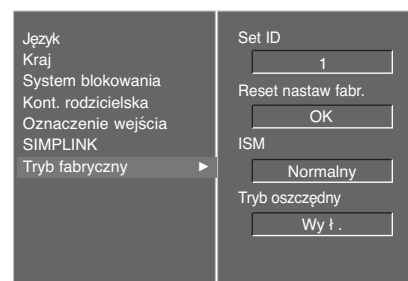 Język
Kraj
System blokowania
Kont. rodzicielska
Oznaczenie wejścia
SIMPLINK
Tryb fabryczny ►
Set ID
1
Reset nastaw fabr.
OK
ISM
Normalny
Tryb oszczędny
Wy ł .